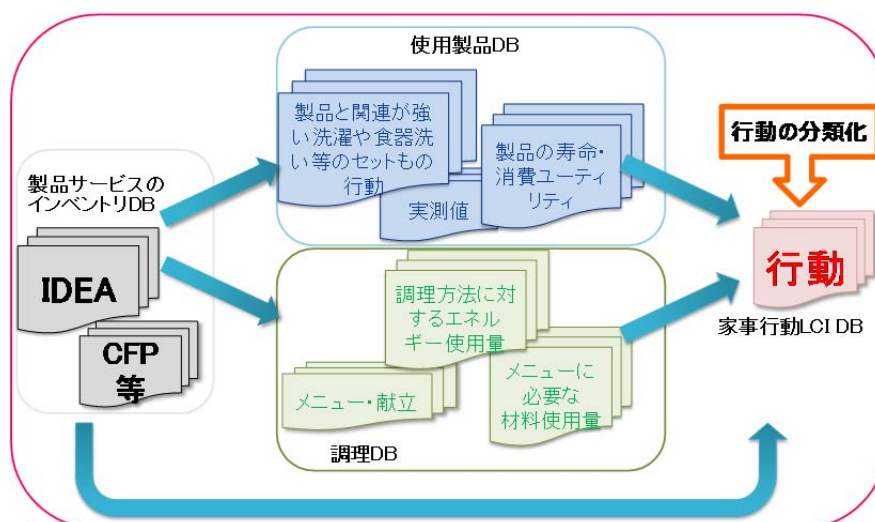 使用製品DB
製品と関連が強
い洗濯や食器洗
い等のセットもの
行動
製品の寿命・
消費ユーティ
リティ
実測値
行動の分類化
製品サービスの
インベントリDB
IDEA
CFP
等
調理方法に対
するエネル
ギー使用量
メニュー・献立
メニューに
必要な
材料使用量
調理DB
行動
家事行動LCI DB